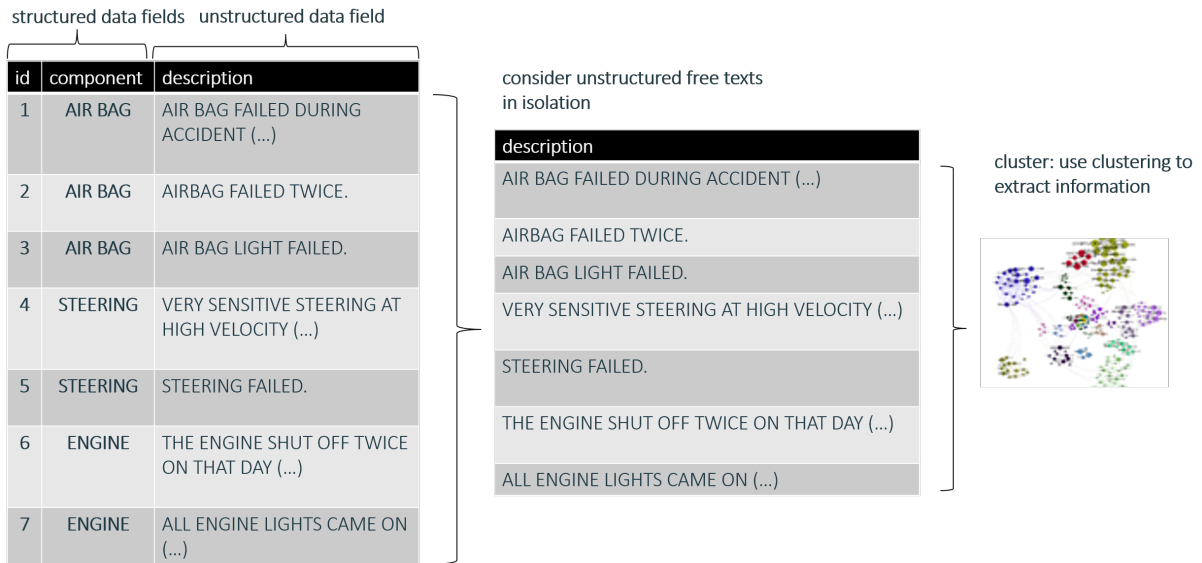 structured data fields unstructured data field
id component description
1 AIR BAG AIR BAG FAILED DURING
ACCIDENT (...)
2 AIR BAG AIRBAG FAILED TWICE.
3 AIR BAG AIR BAG LIGHT FAILED.
4 STEERING VERY SENSITIVE STEERING AT
HIGH VELOCITY (...)
5 STEERING STEERING FAILED.
6 ENGINE THE ENGINE SHUT OFF TWICE
ON THAT DAY (...)
7 ENGINE ALL ENGINE LIGHTS CAME ON
(...)
consider unstructured free texts
in isolation
description
AIR BAG FAILED DURING ACCIDENT (...)
AIRBAG FAILED TWICE.
AIR BAG LIGHT FAILED.
VERY SENSITIVE STEERING AT HIGH VELOCITY (...)
STEERING FAILED.
THE ENGINE SHUT OFF TWICE ON THAT DAY (...)
ALL ENGINE LIGHTS CAME ON (...)
cluster: use clustering to
extract information